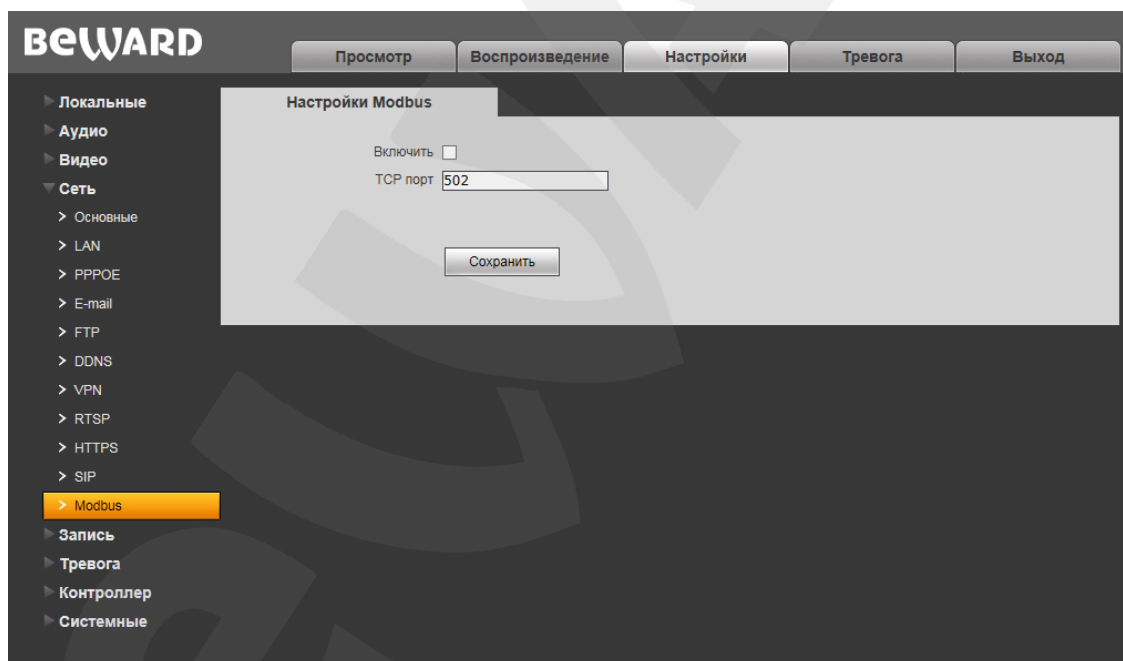 BEWARD
Просмотр
Воспроизведение
Настройки
Тревога
Выход
Локальные
Аудио
Видео
Сеть
> Основные
> LAN
> PPPOE
> E-mail
> FTP
> DDNS
> VPN
> RTSP
> HTTPS
> SIP
> Modbus
Запись
Тревога
Контроллер
Системные
Настройки Modbus
Включить
TCP порт 502
Сохранить